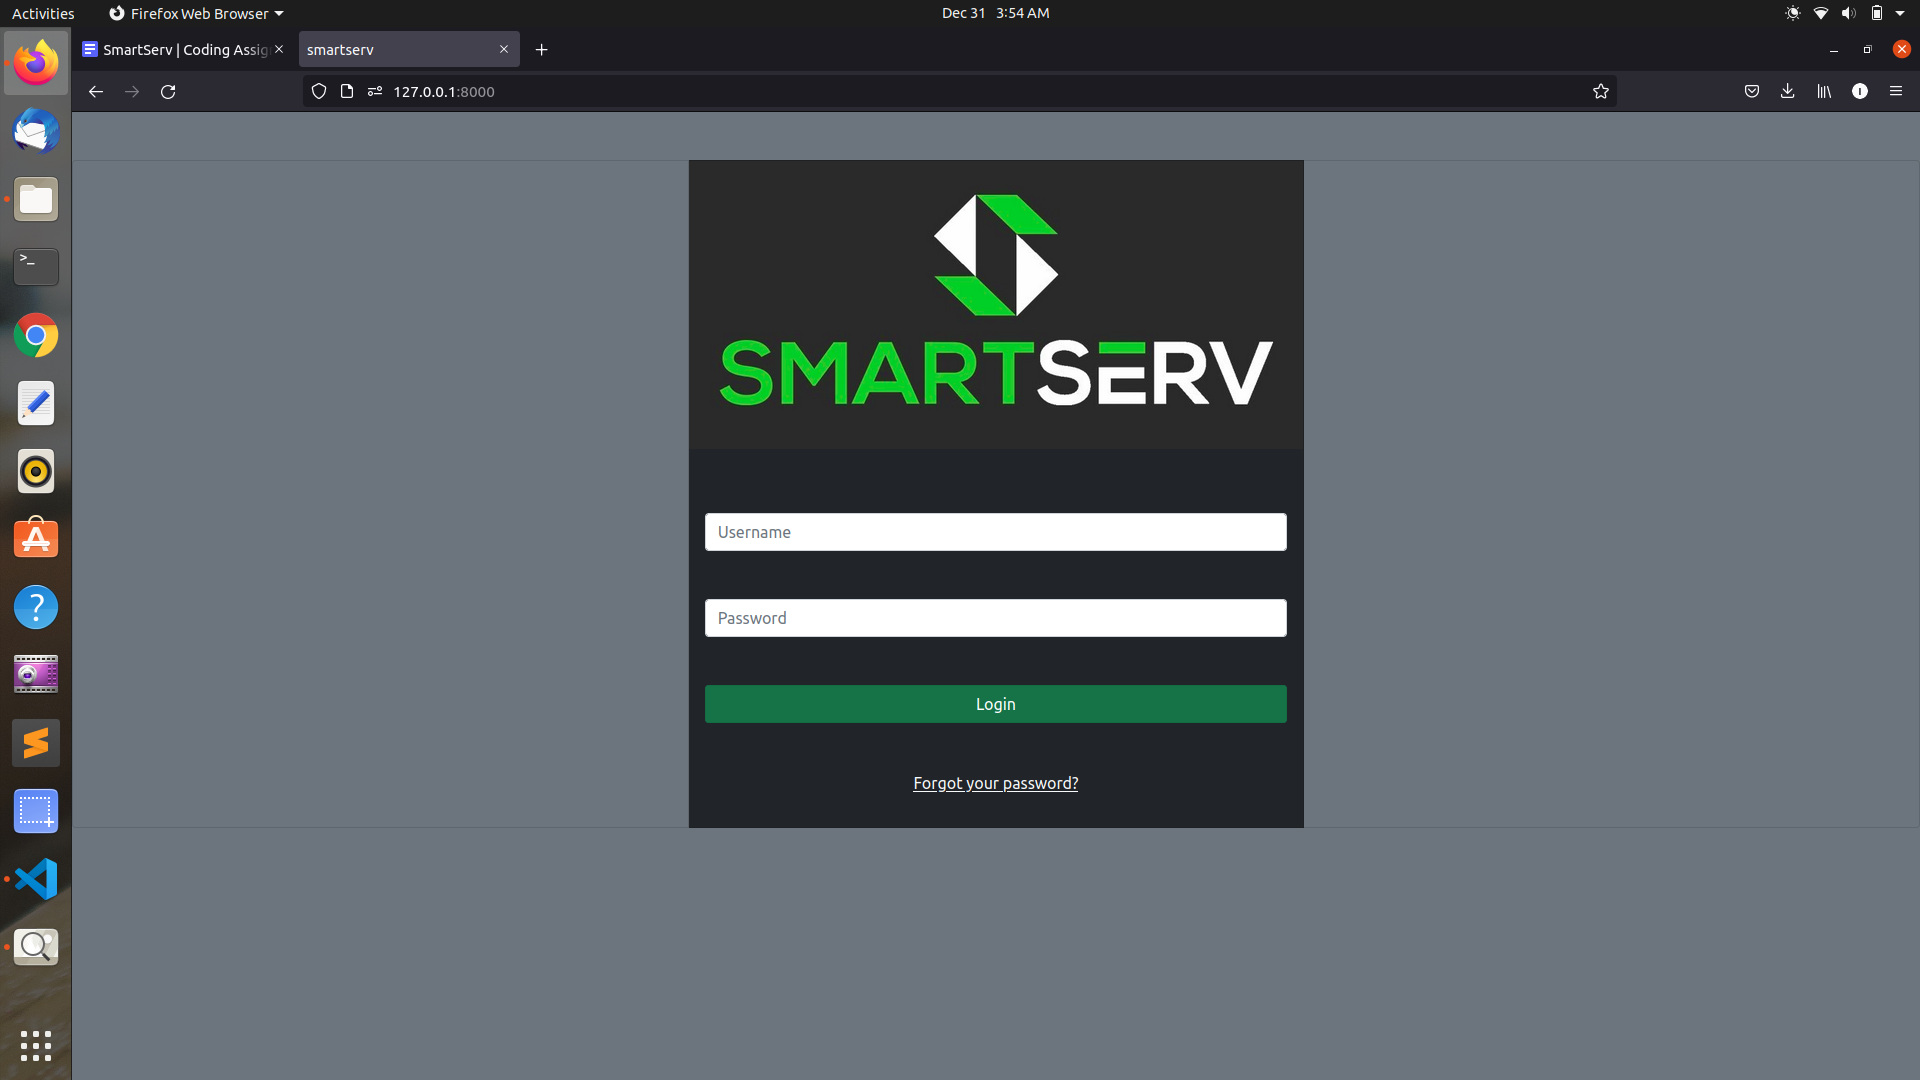 Activities
Firefox Web Browser
Dec 31 3:54 AM
SmartServ | Coding Assig
smartserv
127.0.0.1:8000
SMARTSERV
Username
Password
Login
Forgot your password?